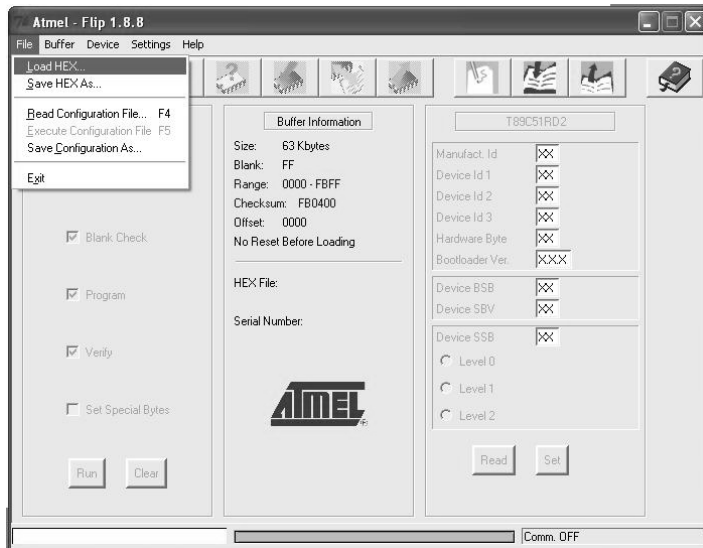 Atmel - Flip 1.8.8
File Buffer Device Settings Help
Load HEX...
Save HEX As...
Read Configuration File... F4
Execute Configuration File F5
Save Configuration As...
Exit
Blank Check
Program
Verify
Set Special Bytes
Run Clear
Buffer Information
Size: 63 Kbytes
Blank: FF
Range: 0000 - FBFF
Checksum: FB0400
Offset: 0000
No Reset Before Loading
HEX File:
Serial Number:
ATMEL
T89C51RD2
Manufact. Id XX
Device Id 1 XX
Device Id 2 XX
Device Id 3 XX
Hardware Byte XX
Bootloader Ver. X.X.X
Device BSB XX
Device SBV XX
Device SSB XX
Level 0
Level 1
Level 2
Read Set
Comm. OFF